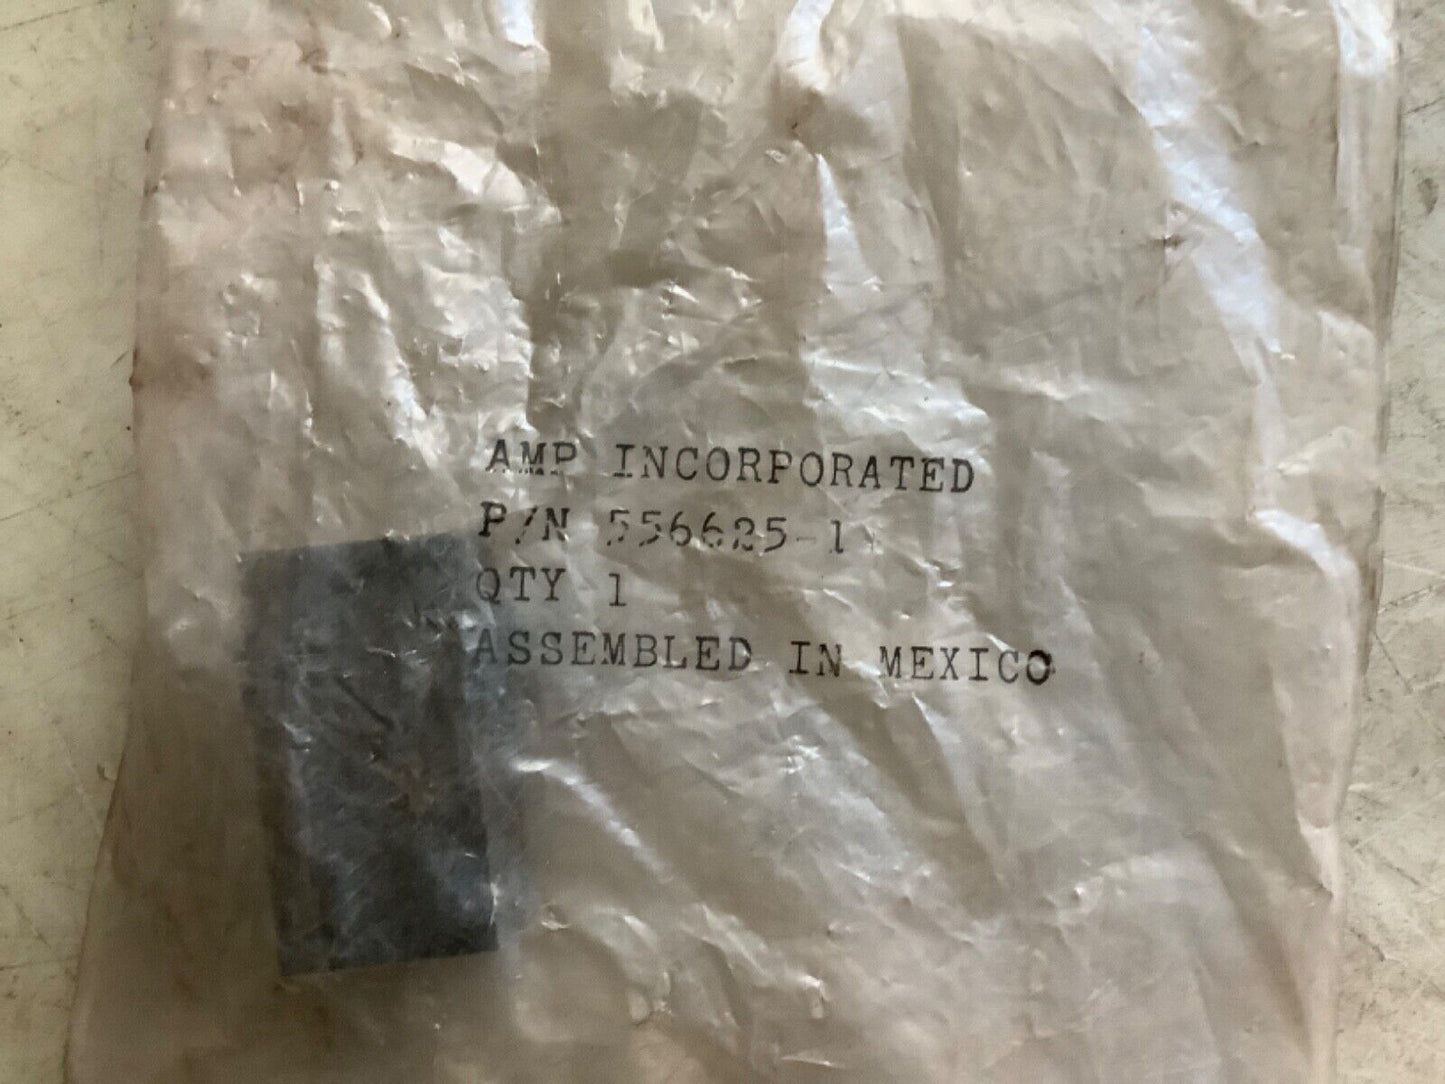 AMP INCORPORATED
P/N 556625-1
QTY 1
ASSEMBLED IN MEXICO